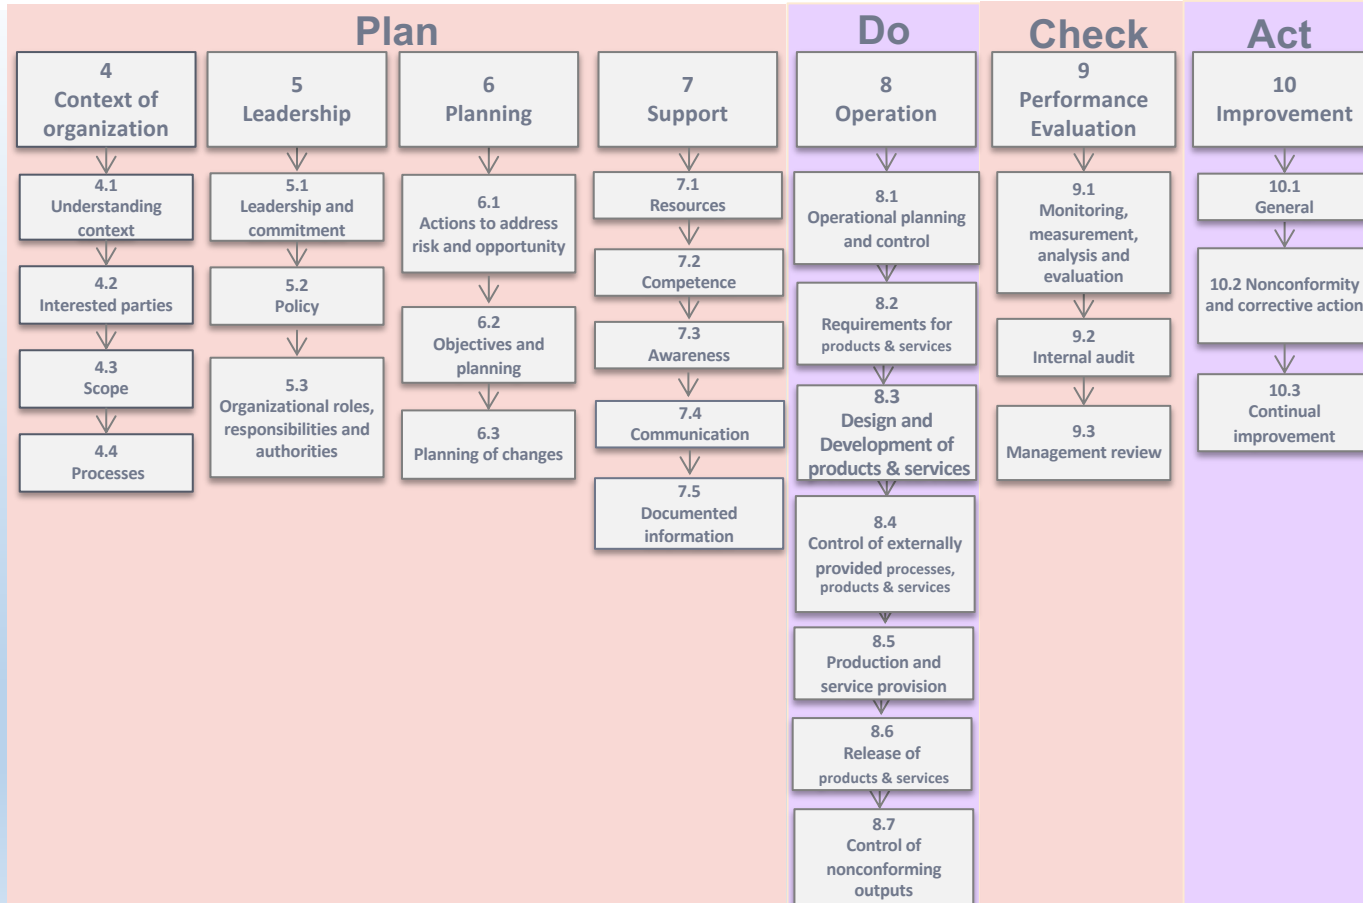 Plan
4
Context of
organization
4.1
Understanding
context
4.2
Interested parties
4.3
Scope
4.4
Processes
5
Leadership
5.1
Leadership and
commitment
5.2
Policy
5.3
Organizational roles,
responsibilities and
authorities
6
Planning
6.1
Actions to address
risk and opportunity
6.2
Objectives and
planning
6.3
Planning of changes
7
Support
7.1
Resources
7.2
Competence
7.3
Awareness
7.4
Communication
7.5
Documented
information
Do
8
Operation
8.1
Operational planning
and control
8.2
Requirements for
products & services
8.3
Design and
Development of
products & services
8.4
Control of externally
provided processes,
products & services
8.5
Production and
service provision
8.6
Release of
products & services
8.7
Control of
nonconforming
outputs
Check
9
Performance
Evaluation
9.1
Monitoring,
measurement,
analysis and
evaluation
9.2
Internal audit
9.3
Management review
Act
10
Improvement
10.1
General
10.2 Nonconformity
and corrective action
10.3
Continual
improvement